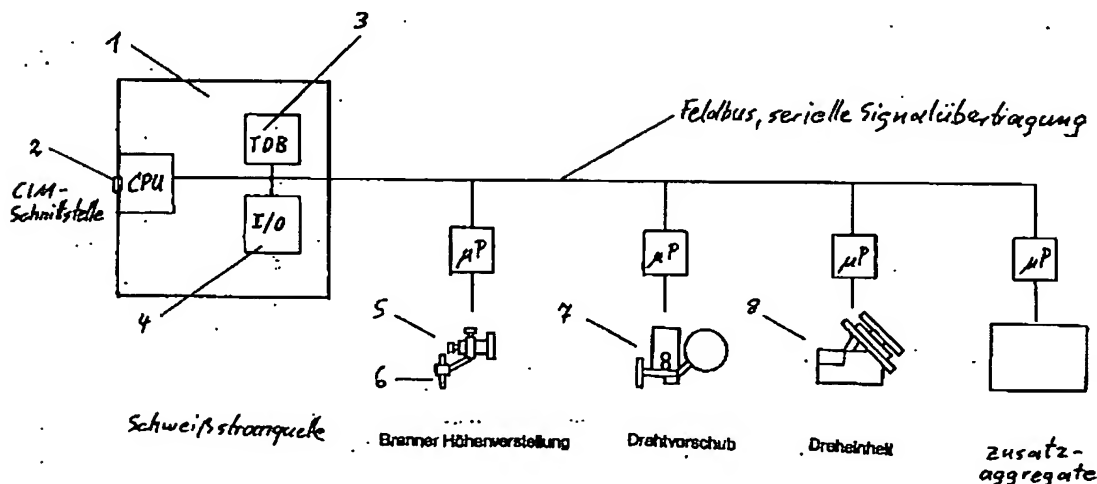 3
1
Feldbus, serielle Signalübertragung
TDB
2
CPU
CIM-
Schnittstelle
I/O
µP
µP
µP
µP
4
5
7
8
6
Schweißstromquelle
Branner Höhenverstellung
Drahtvorschub
Dreheinheit
Zusatz-
aggregate